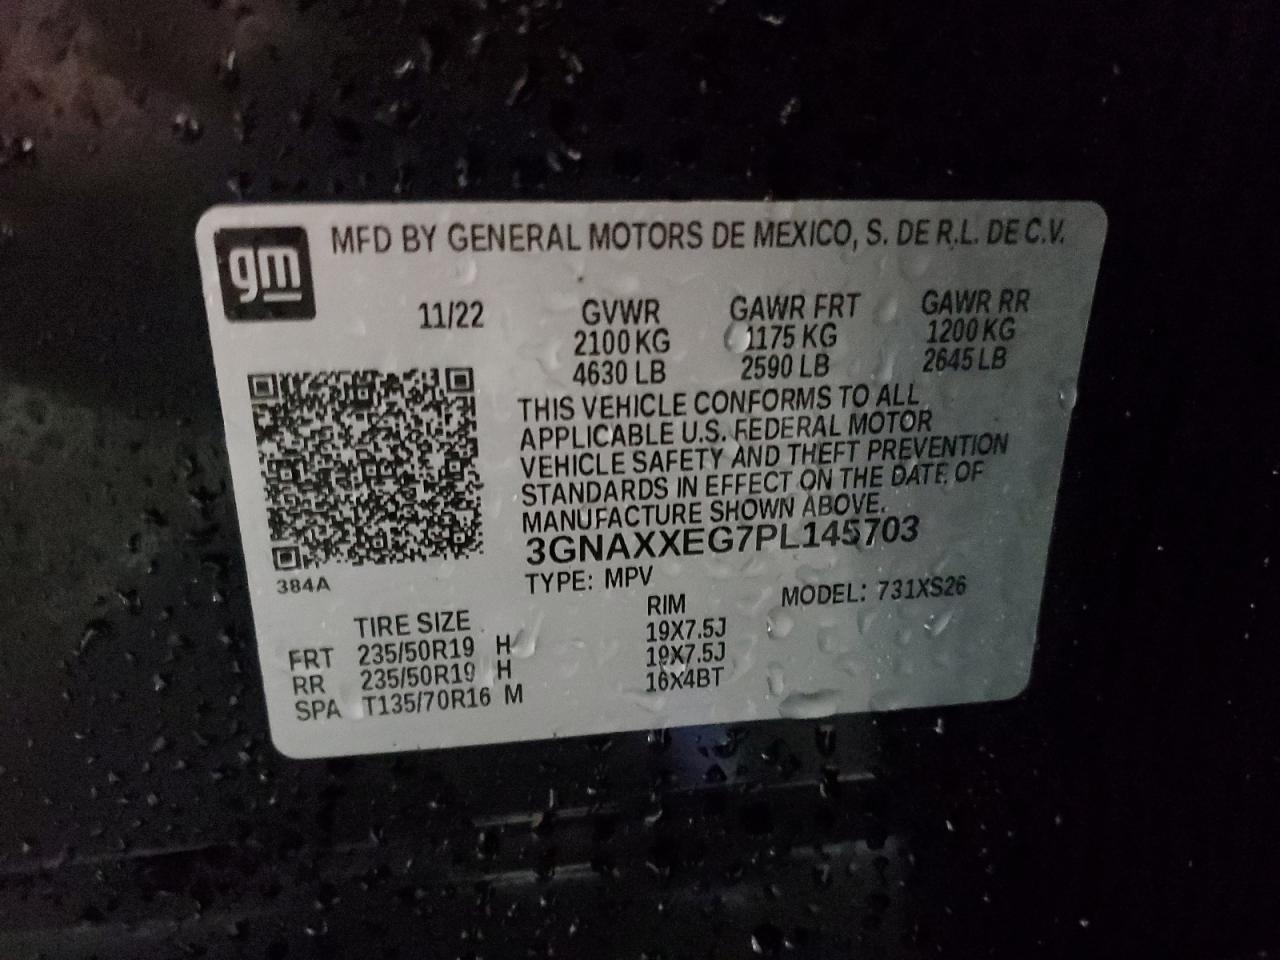 gm MFD BY GENERAL MOTORS DE MEXICO, S. DE R.L. DE C.V.
11/22 GVWR GAWR FRT GAWR RR
2100 KG 1175 KG 1200 KG
4630 LB 2590 LB 2645 LB
THIS VEHICLE CONFORMS TO ALL
APPLICABLE U.S. FEDERAL MOTOR
VEHICLE SAFETY AND THEFT PREVENTION
STANDARDS IN EFFECT ON THE DATE OF
MANUFACTURE SHOWN ABOVE.
3GNAXXEG7PL145703
384A TYPE: MPV MODEL: 731XS26
TIRE SIZE RIM
FRT 235/50R19 H 19X7.5J
RR 235/50R19 H 19X7.5J
SPA T135/70R16 M 16X4BT